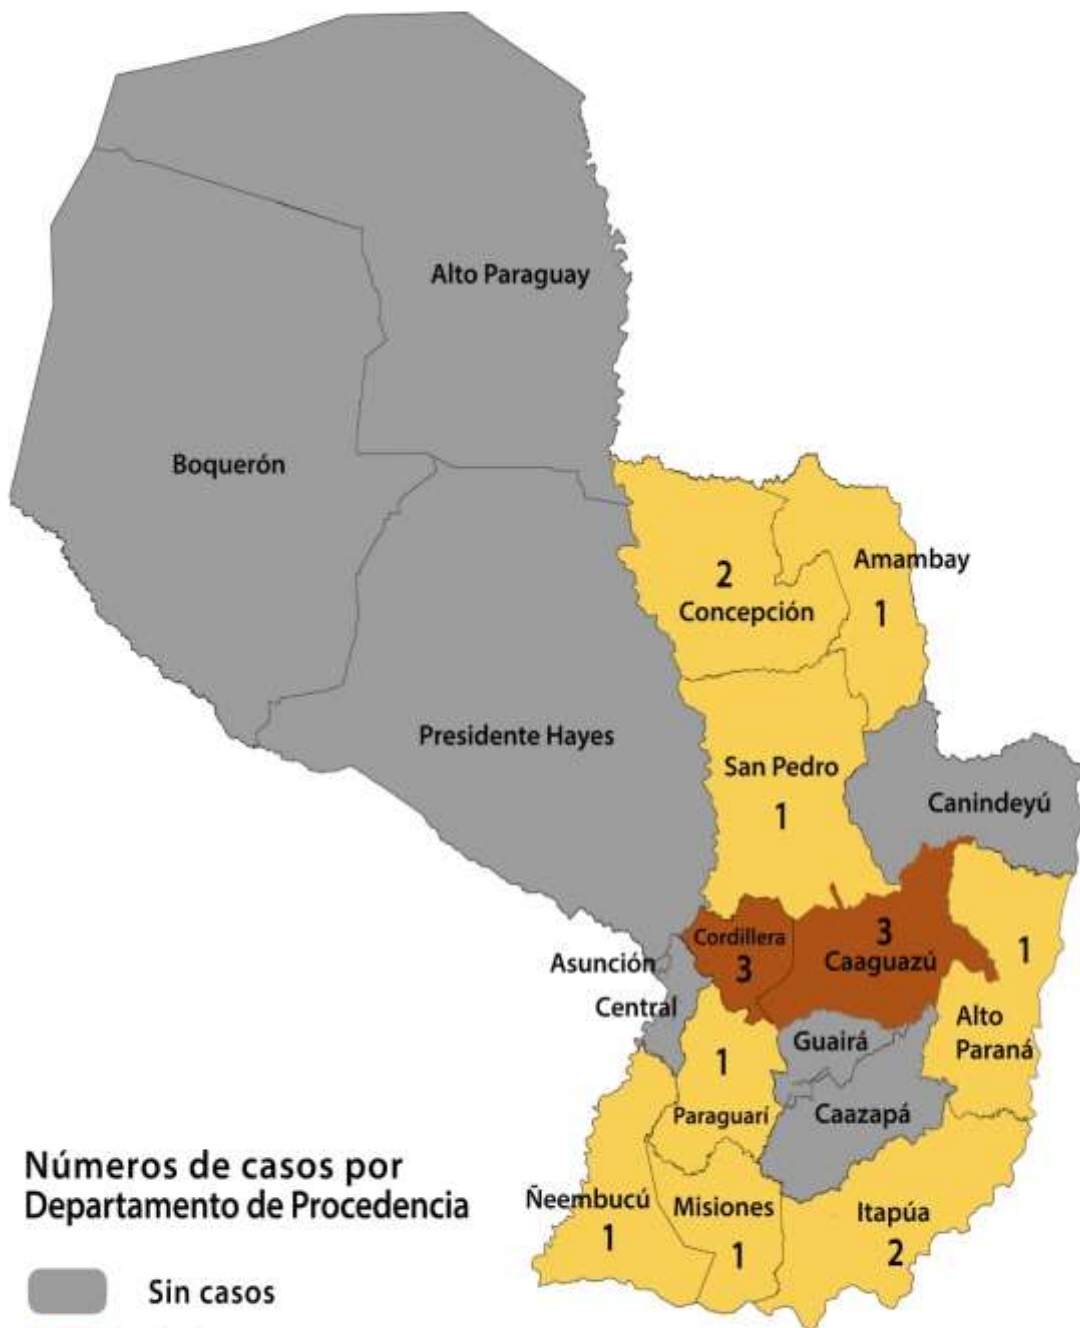 Alto Paraguay
Boquerón
2
Concepción
Amambay
1
Presidente Hayes
San Pedro
1
Canindeyú
Cordillera
3
3
Caaguazú
1
Asunción
Central
Guairá
Alto
Paraná
1
Paraguarí
Caazapá
Ñeembucú
1
Misiones
1
Itapúa
2
Números de casos por
Departamento de Procedencia
Sin casos